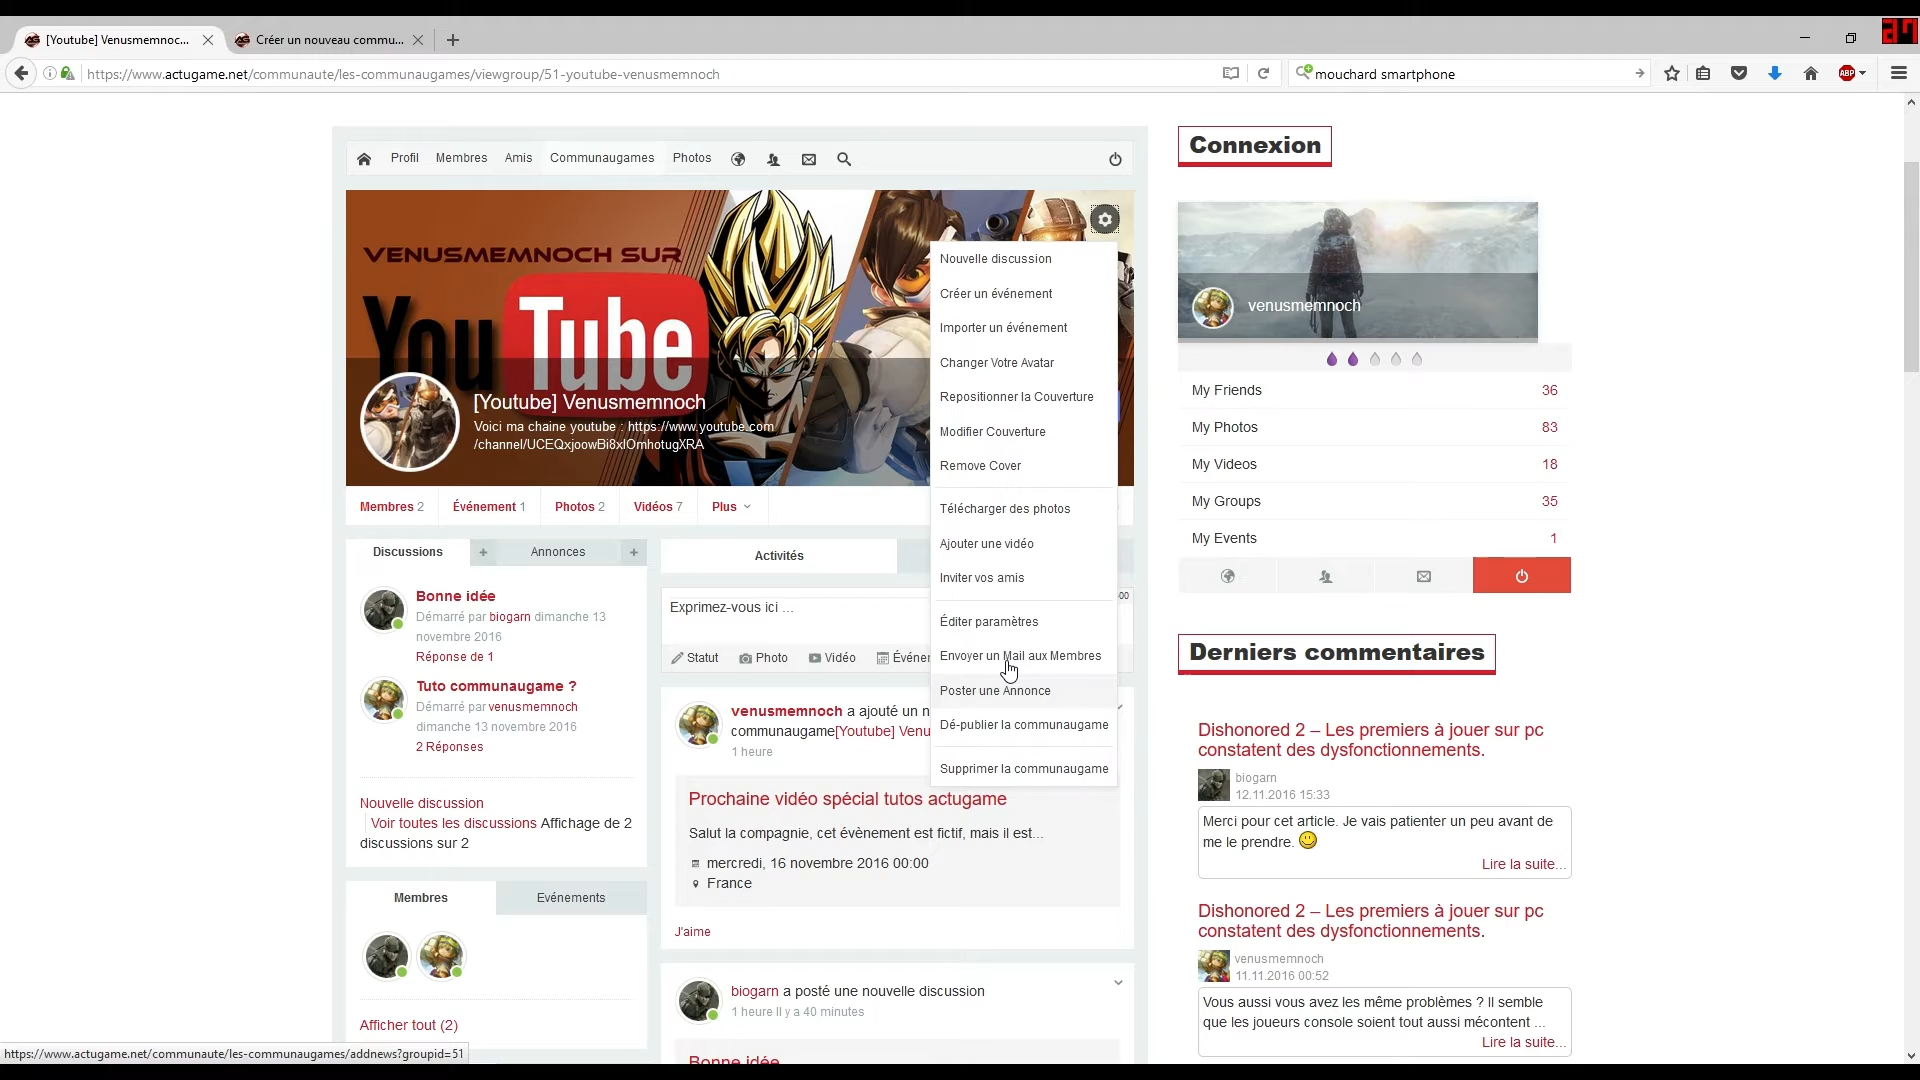 [Youtube] Venusmemnoc...
Créer un nouveau commu...
https://www.actugame.net/communaute/les-communaugames/viewgroup/51-youtube-venusmemnoch
mouchard smartphone
ABP
Profil Membres Amis Communaugames Photos
VENUSMEMNOCH SUR
YouTube
[Youtube] Venusmemnoch
Voici ma chaine youtube : https://www.youtube.com
/channel/UCEQxjoowBi8xIOmhotugXRA
Membres 2 Événement 1 Photos 2 Vidéos 7 Plus
Nouvelle discussion
Créer un événement
Importer un événement
Changer Votre Avatar
Repositionner la Couverture
Modifier Couverture
Remove Cover
Télécharger des photos
Ajouter une vidéo
Inviter vos amis
Éditer paramètres
Envoyer un Mail aux Membres
Poster une Annonce
Dé-publier la communaugame
Supprimer la communaugame
Discussions + Annonces +
Bonne idée
Démarré par biogarn dimanche 13
novembre 2016
Réponse de 1
Tuto communaugame ?
Démarré par venusmemnoch
dimanche 13 novembre 2016
2 Réponses
Nouvelle discussion
Voir toutes les discussions Affichage de 2
discussions sur 2
Membres Evénements
Afficher tout (2)
Activités
Exprimez-vous ici ...
00
Statut Photo Vidéo Événer
venusmemnoch a ajouté un n
communaugame[Youtube] Venu
1 heure
Prochaine vidéo spécial tutos actugame
Salut la compagnie, cet évènement est fictif, mais il est...
mercredi, 16 novembre 2016 00:00
France
J'aime
biogarn a posté une nouvelle discussion
1 heure Il y a 40 minutes
Bonne idée
Connexion
venusmemnoch
My Friends 36
My Photos 83
My Videos 18
My Groups 35
My Events 1
Derniers commentaires
Dishonored 2 – Les premiers à jouer sur pc
constatent des dysfonctionnements.
biogarn
12.11.2016 15:33
Merci pour cet article. Je vais patienter un peu avant de
me le prendre.
Lire la suite...
Dishonored 2 – Les premiers à jouer sur pc
constatent des dysfonctionnements.
venusmemnoch
11.11.2016 00:52
Vous aussi vous avez les même problèmes ? Il semble
que les joueurs console soient tout aussi mécontent ...
Lire la suite...
https://www.actugame.net/communaute/les-communaugames/addnews?groupid=51